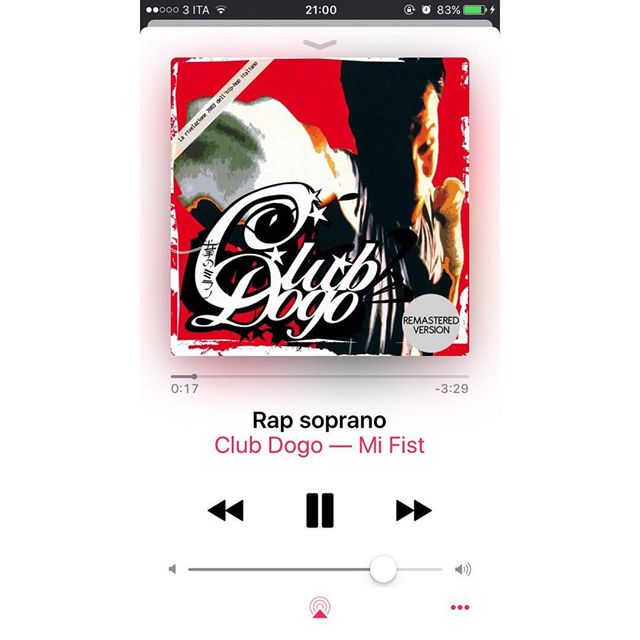 3 ITA
21:00
83%
La rivelazione 2003 dell'hip-hop italiano
Club
Dogo
REMASTERED
VERSION
0:17
-3:29
Rap soprano
Club Dogo — Mi Fist